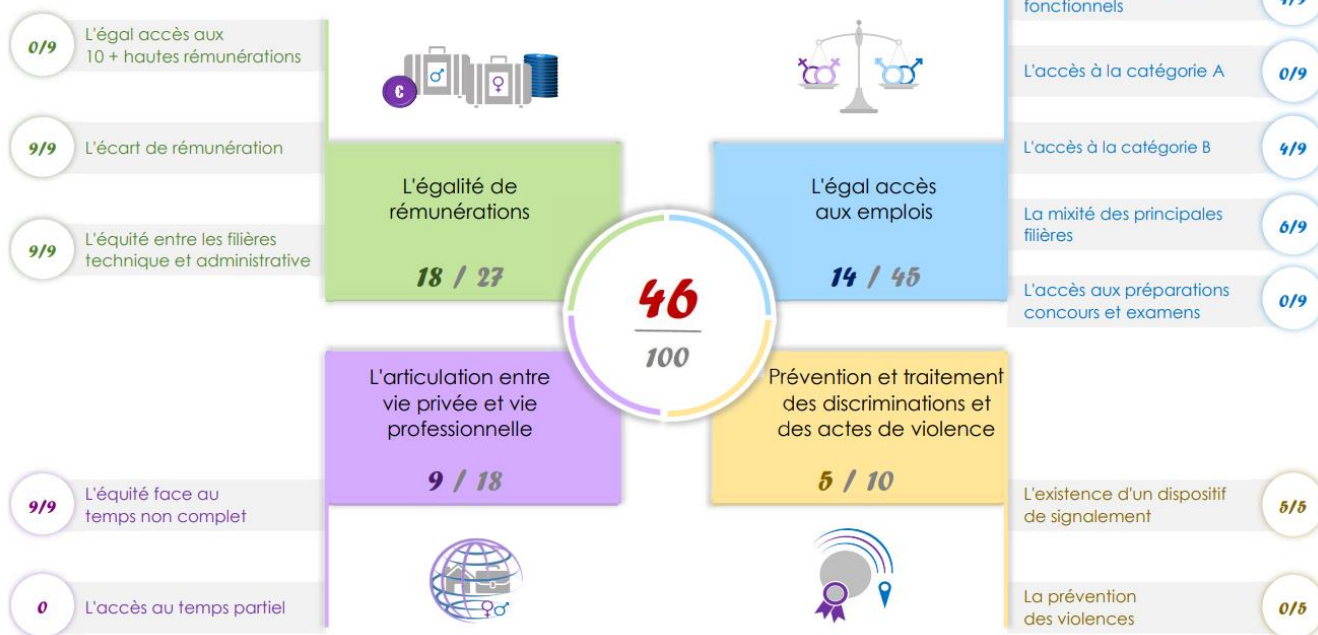 0/9
L'égal accès aux
10 + hautes rémunérations
9/9
L'écart de rémunération
9/9
L'équité entre les filières
technique et administrative
€
L'égalité de
rémunérations
18 / 27
L'égal accès
aux emplois
14 / 45
fonctionnels
L'accès à la catégorie A
0/9
L'accès à la catégorie B
4/9
La mixité des principales
filières
6/9
L'accès aux préparations
concours et examens
0/9
46
100
L'articulation entre
vie privée et vie
professionnelle
9 / 18
Prévention et traitement
des discriminations et
des actes de violence
5 / 10
9/9
L'équité face au
temps non complet
0
L'accès au temps partiel
L'existence d'un dispositif
de signalement
5/5
La prévention
des violences
0/5